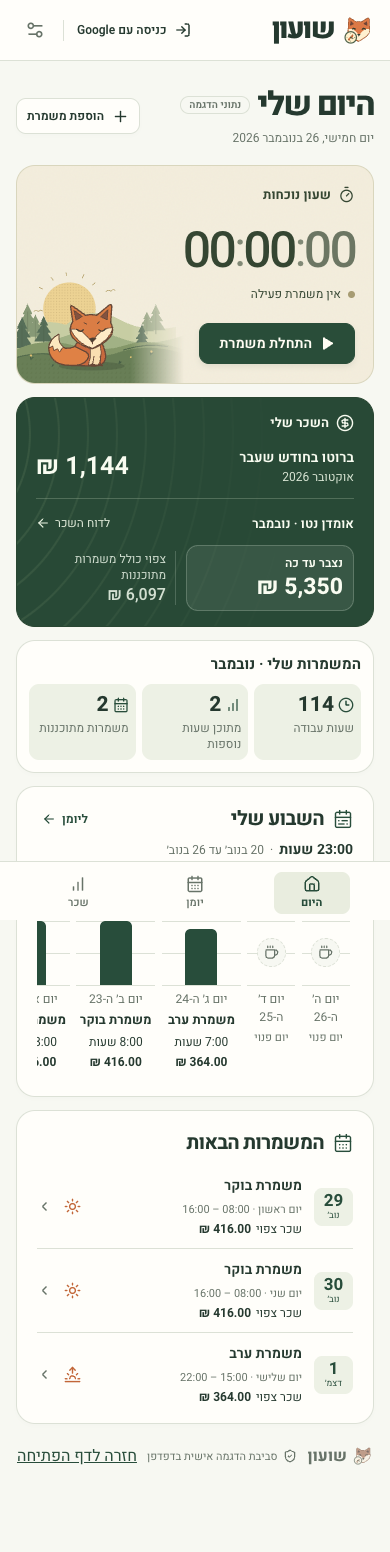 שועון
כניסה עם Google
היום שלי
נתוני הדגמה
יום חמישי, 26 בנובמבר 2026
הוספת משמרת
שעון נוכחות
00:00:00
אין משמרת פעילה
התחלת משמרת
השכר שלי
ברוטו בחודש שעבר
אוקטובר 2026
1,144 ₪
אומדן נטו · נובמבר
לדוח השכר
נצבר עד כה
5,350 ₪
צפוי כולל משמרות
מתוכננות
6,097 ₪
המשמרות שלי · נובמבר
114
שעות עבודה
2
מתוכן שעות
נוספות
2
משמרות מתוכננות
השבוע שלי
ליומן
23:00 שעות · 20 בנוב׳ עד 26 בנוב׳
היום
יומן
שכר
יום ה׳
ה-26
יום פנוי
יום ד׳
ה-25
יום פנוי
יום ג׳ ה-24
משמרת ערב
7:00 שעות
364.00 ₪
יום ב׳ ה-23
משמרת בוקר
8:00 שעות
416.00 ₪
המשמרות הבאות
29
נוב׳
משמרת בוקר
יום ראשון · 08:00 – 16:00
שכר צפוי 416.00 ₪
30
נוב׳
משמרת בוקר
יום שני · 08:00 – 16:00
שכר צפוי 416.00 ₪
1
דצמ׳
משמרת ערב
יום שלישי · 15:00 – 22:00
שכר צפוי 364.00 ₪
שועון
סביבת הדגמה אישית בדפדפן
חזרה לדף הפתיחה